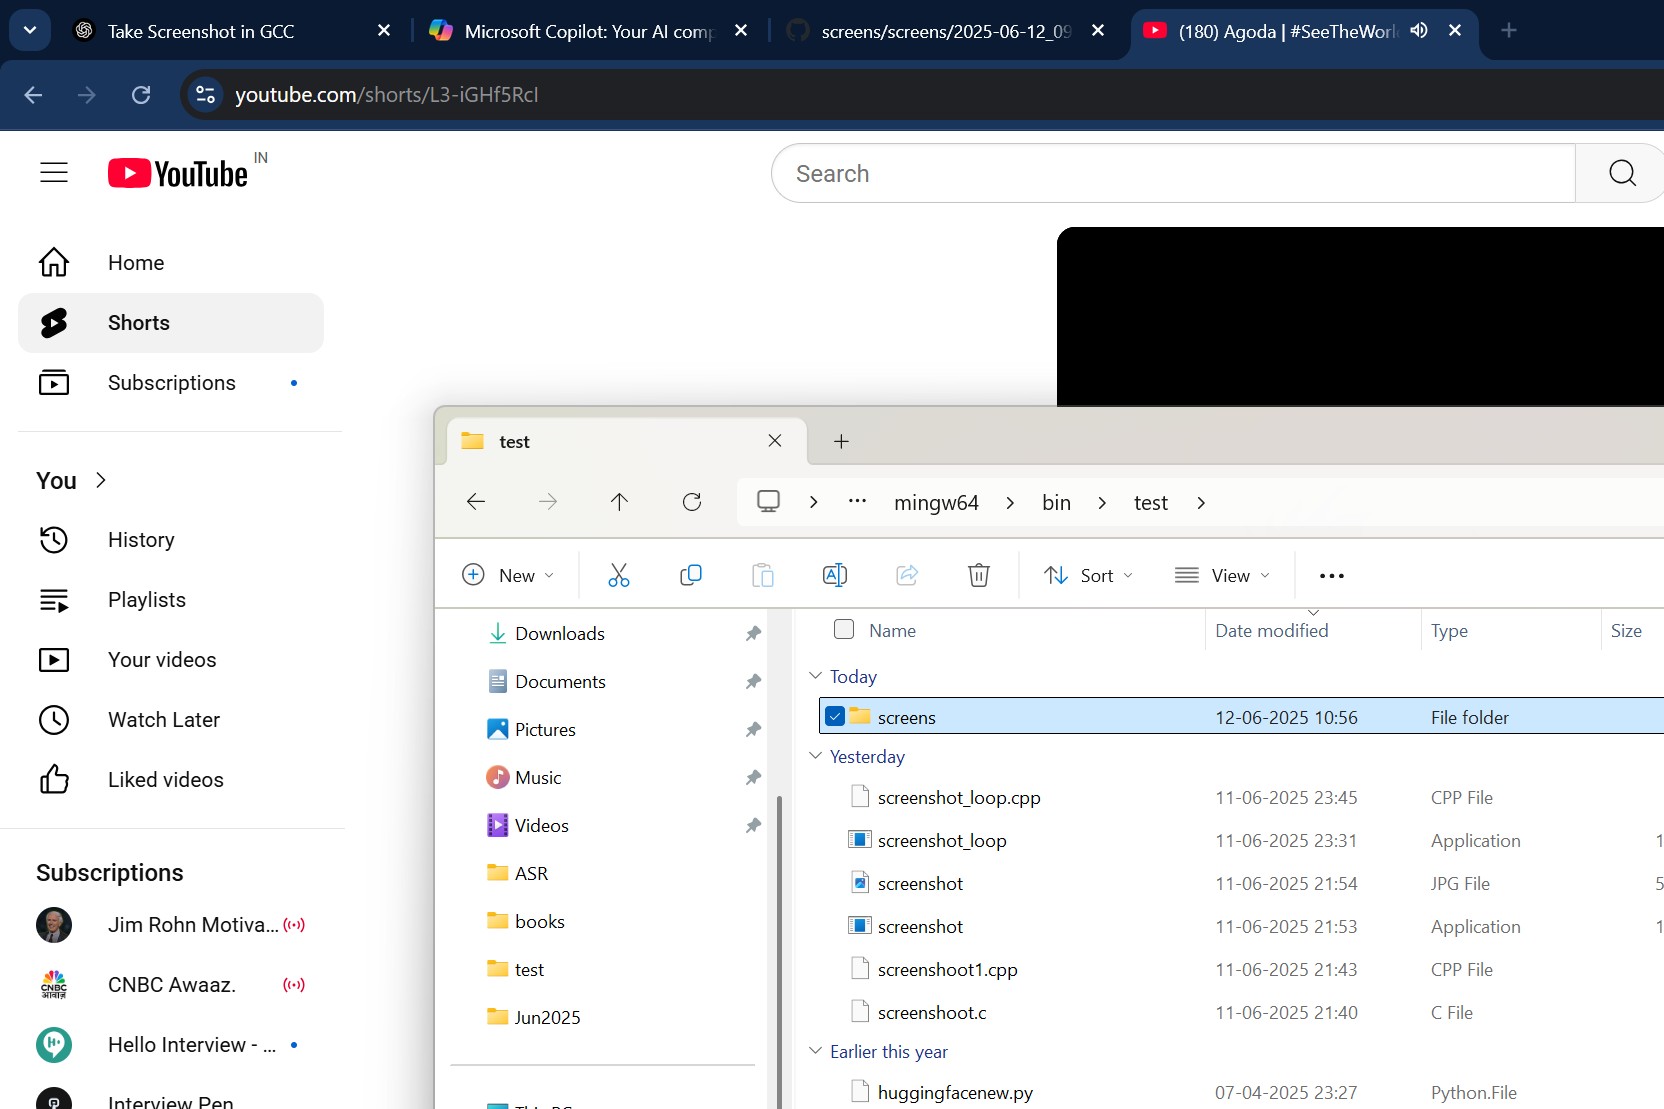 Take Screenshot in GCC
Microsoft Copilot: Your AI comp
screens/screens/2025-06-12_09
(180) Agoda | #SeeTheWorl
youtube.com/shorts/L3-iGHf5RcI
YouTube IN
Search
Home
Shorts
Subscriptions
You
History
Playlists
Your videos
Watch Later
Liked videos
Subscriptions
Jim Rohn Motiva...
CNBC आवाज़
CNBC Awaaz.
Hello Interview - ...
Interview Pen
test
... mingw64 bin test
New
Sort
View
Downloads
Documents
Pictures
Music
Videos
ASR
books
test
Jun2025
Name Date modified Type Size
Today
screens 12-06-2025 10:56 File folder
Yesterday
screenshot_loop.cpp 11-06-2025 23:45 CPP File
screenshot_loop 11-06-2025 23:31 Application 1
screenshot 11-06-2025 21:54 JPG File 5
screenshot 11-06-2025 21:53 Application 1
screenshoot1.cpp 11-06-2025 21:43 CPP File
screenshoot.c 11-06-2025 21:40 C File
Earlier this year
huggingfacenew.py 07-04-2025 23:27 Python.File